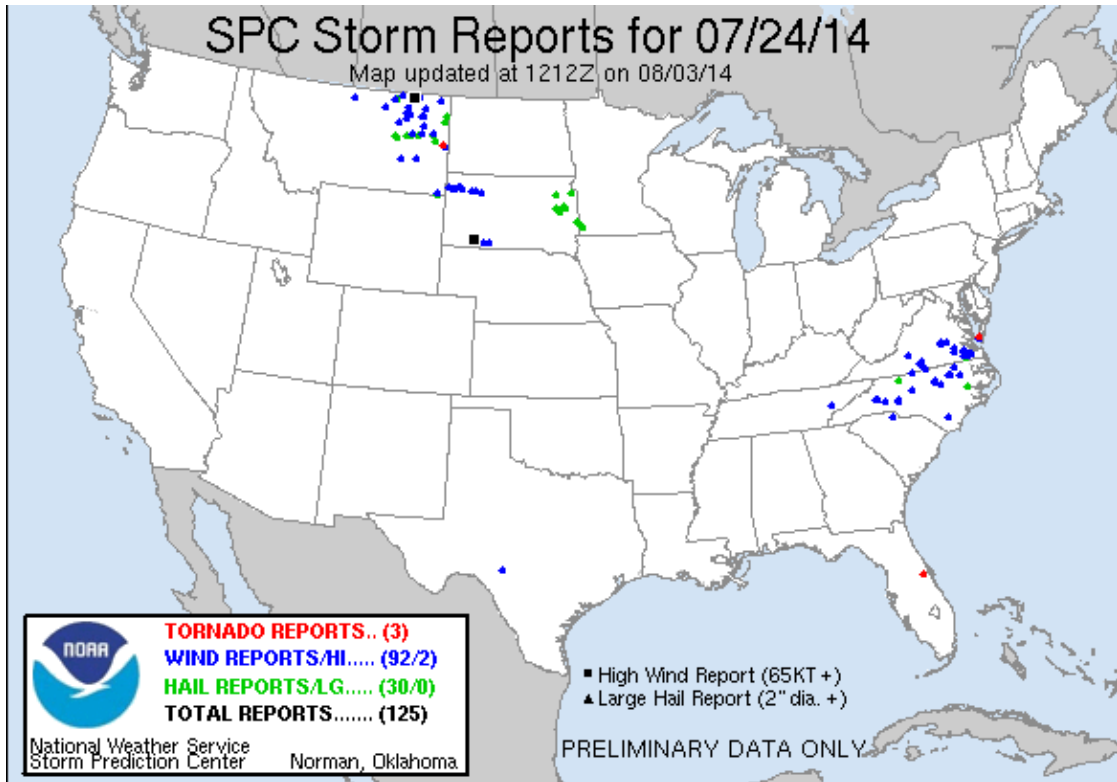 SPC Storm Reports for 07/24/14
Map updated at 1212Z on 08/03/14
NOAA
TORNADO REPORTS.. (3)
WIND REPORTS/HI..... (92/2)
HAIL REPORTS/LG..... (30/0)
TOTAL REPORTS....... (125)
National Weather Service
Storm Prediction Center Norman, Oklahoma
High Wind Report (65KT +)
Large Hail Report (2" dia. +)
PRELIMINARY DATA ONLY